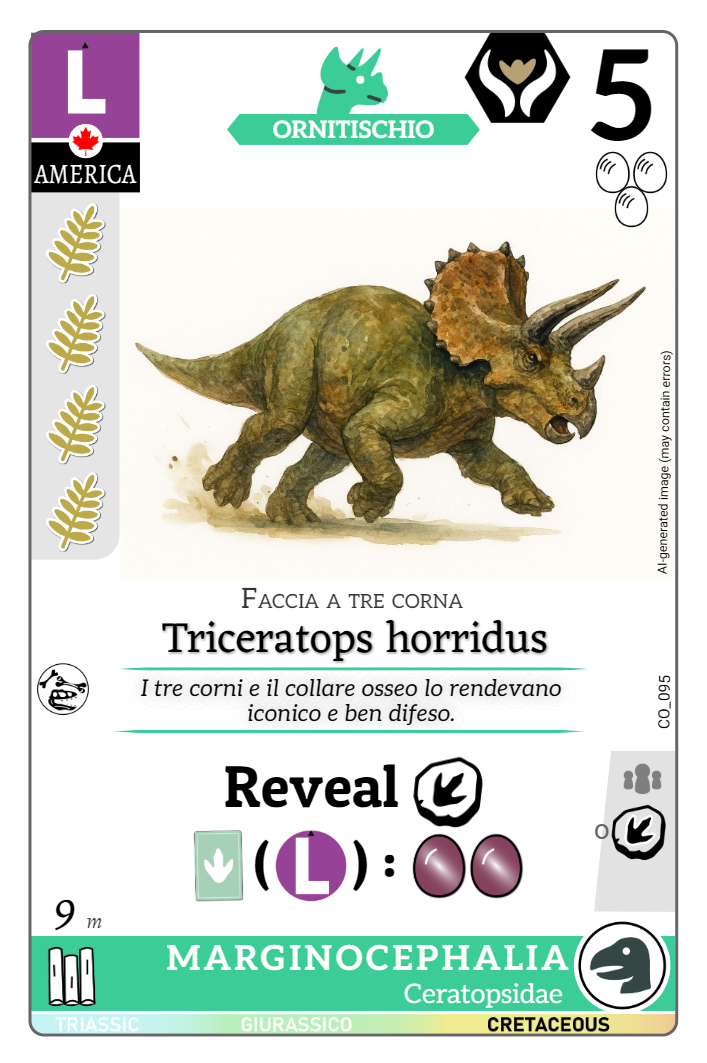 L
AMERICA
ORNITISCHIO
5
AI-generated image (may contain errors)
FACCIA A TRE CORNA
Triceratops horridus
I tre corni e il collare osseo lo rendevano
iconico e ben difeso.
CO_095
Reveal
( L ) :
O
9 m
MARGINOCEPHALIA
Ceratopsidae
TRIASSIC GIURASSICO CRETACEOUS